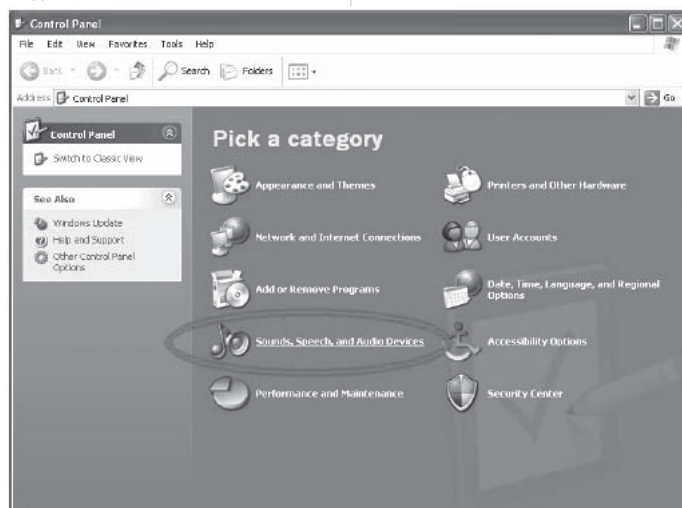 Control Panel
File Edit View Favorites Tools Help
Back Search Folders
Address Control Panel Go
Control Panel
Switch to Classic View
See Also
Windows Update
Help and Support
Other Control Panel
Options
Pick a category
Appearance and Themes
Printers and Other Hardware
Network and Internet Connections
User Accounts
Add or Remove Programs
Date, Time, Language, and Regional
Options
Sounds, Speech, and Audio Devices
Accessibility Options
Performance and Maintenance
Security Center